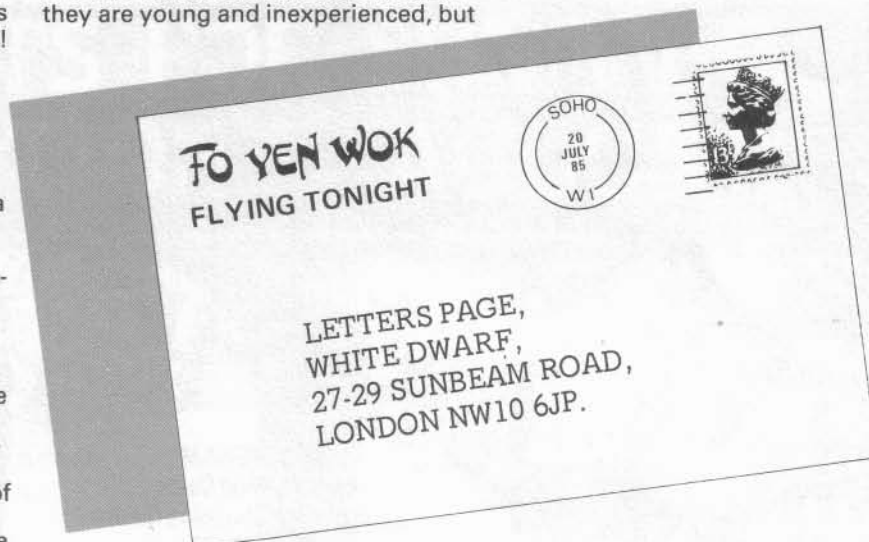 s they are young and inexperienced, but
!
a
-
e
of
e
FO YEN WOK
FLYING TONIGHT
SOHO
20
JULY
85
W1
LETTERS PAGE,
WHITE DWARF,
27-29 SUNBEAM ROAD,
LONDON NW10 6JP.